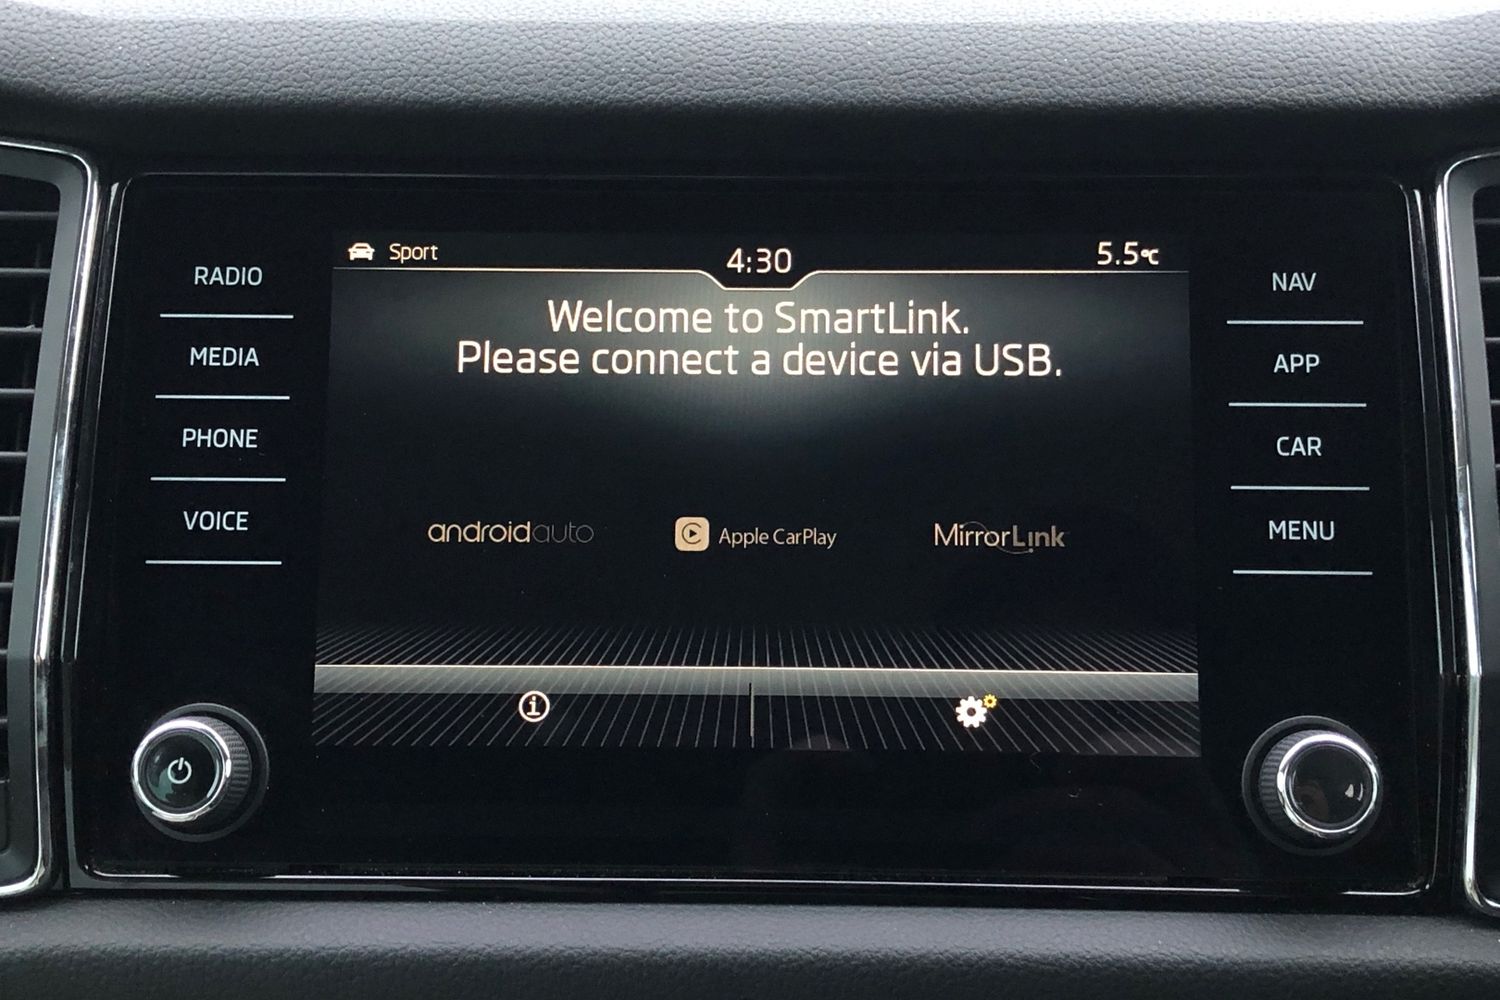 Sport
4:30
5.5°C
Welcome to SmartLink.
Please connect a device via USB.
androidauto
Apple CarPlay
MirrorLink
RADIO
MEDIA
PHONE
VOICE
NAV
APP
CAR
MENU